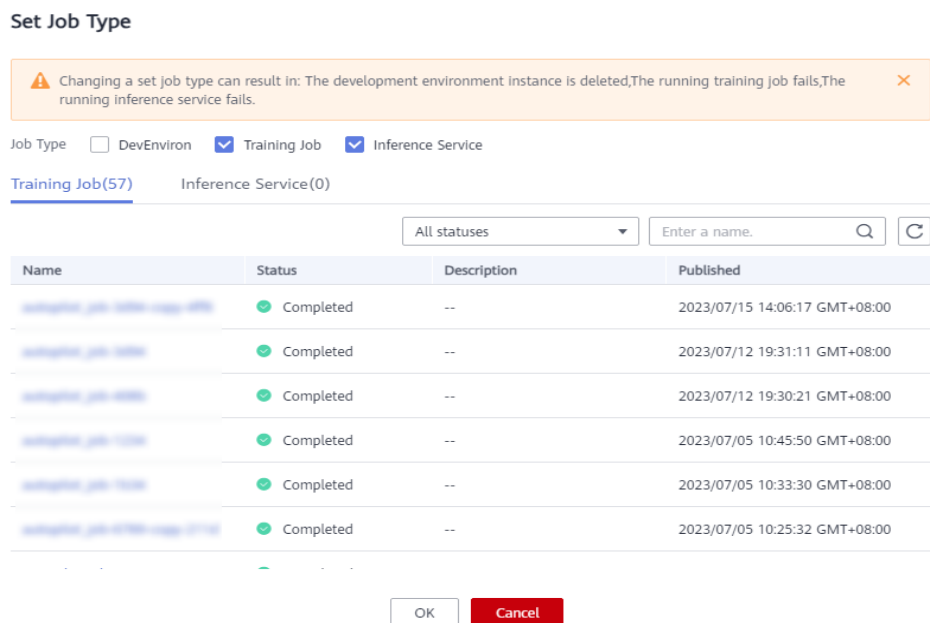 Set Job Type
Changing a set job type can result in: The development environment instance is deleted,The running training job fails,The
running inference service fails.
Job Type DevEnviron Training Job Inference Service
Training Job(57) Inference Service(0)
All statuses Enter a name.
Name Status Description Published
Completed -- 2023/07/15 14:06:17 GMT+08:00
Completed -- 2023/07/12 19:31:11 GMT+08:00
Completed -- 2023/07/12 19:30:21 GMT+08:00
Completed -- 2023/07/05 10:45:50 GMT+08:00
Completed -- 2023/07/05 10:33:30 GMT+08:00
Completed -- 2023/07/05 10:25:32 GMT+08:00
OK Cancel